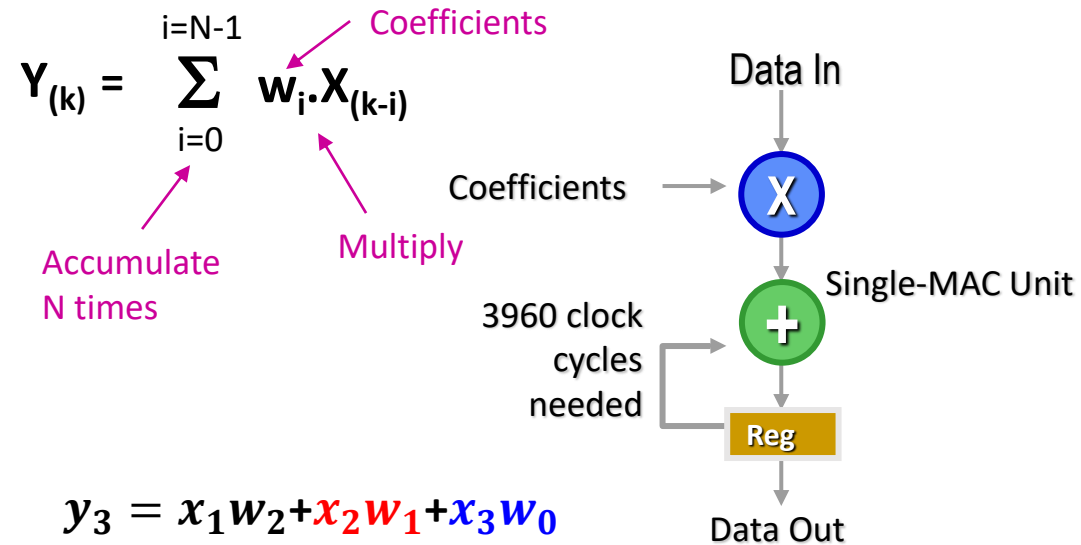 i=N-1
Coefficients
Y(k) = Σ wi.X(k-i)
i=0
Accumulate
N times
Multiply
Data In
Coefficients
X
Single-MAC Unit
+
3960 clock
cycles
needed
Reg
Data Out
y₃ = x₁w₂+x₂w₁+x₃w₀